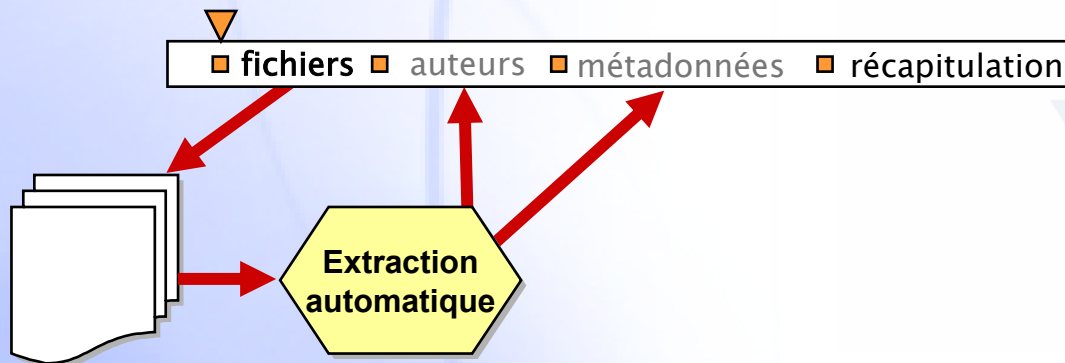 fichiers auteurs métadonnées récapitulation
Extraction
automatique